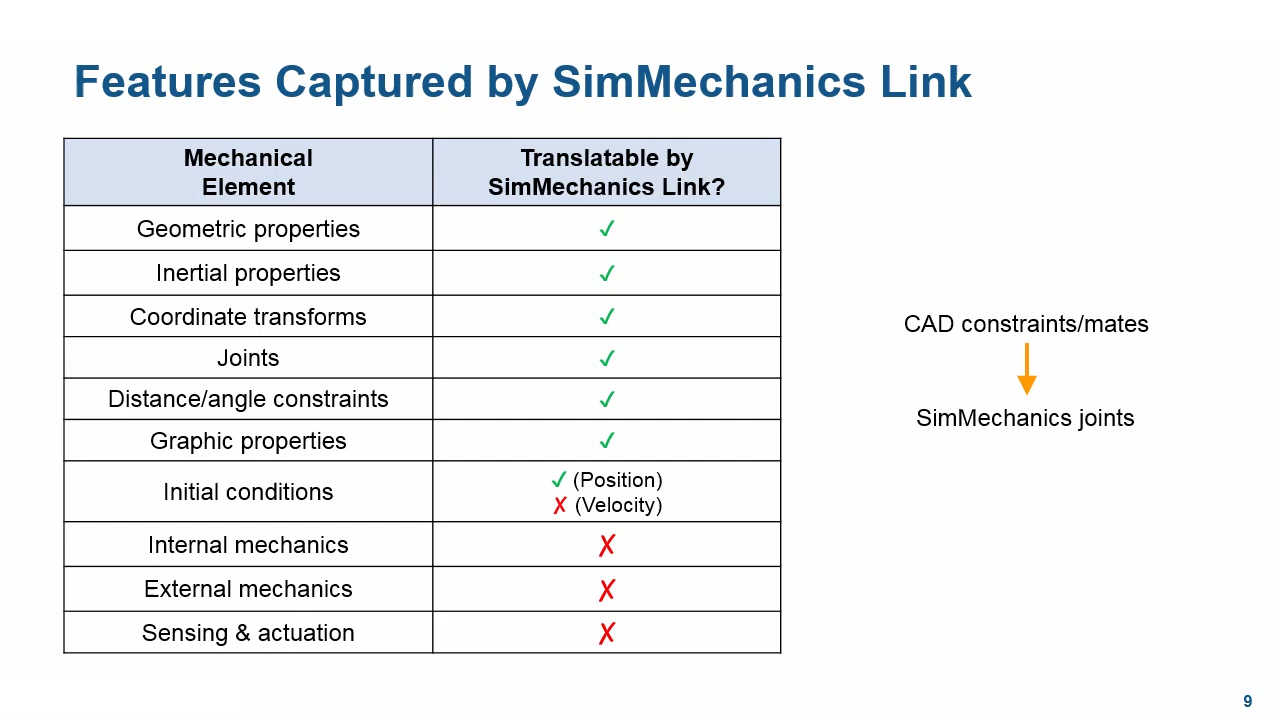 Features Captured by SimMechanics Link
Mechanical
Element
Translatable by
SimMechanics Link?
Geometric properties
✓
Inertial properties
✓
Coordinate transforms
✓
Joints
✓
Distance/angle constraints
✓
Graphic properties
✓
Initial conditions
✓ (Position)
✗ (Velocity)
Internal mechanics
✗
External mechanics
✗
Sensing & actuation
✗
CAD constraints/mates
SimMechanics joints
9